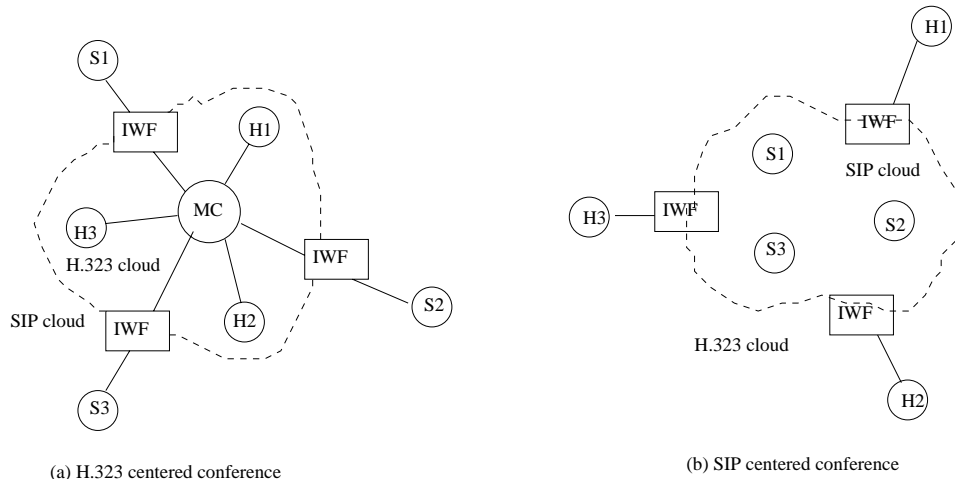 S1
IWF
H1
MC
H3
H.323 cloud
IWF
S2
SIP cloud
IWF
H2
S3
(a) H.323 centered conference
H1
IWF
S1
SIP cloud
H3
IWF
S2
S3
IWF
H.323 cloud
H2
(b) SIP centered conference